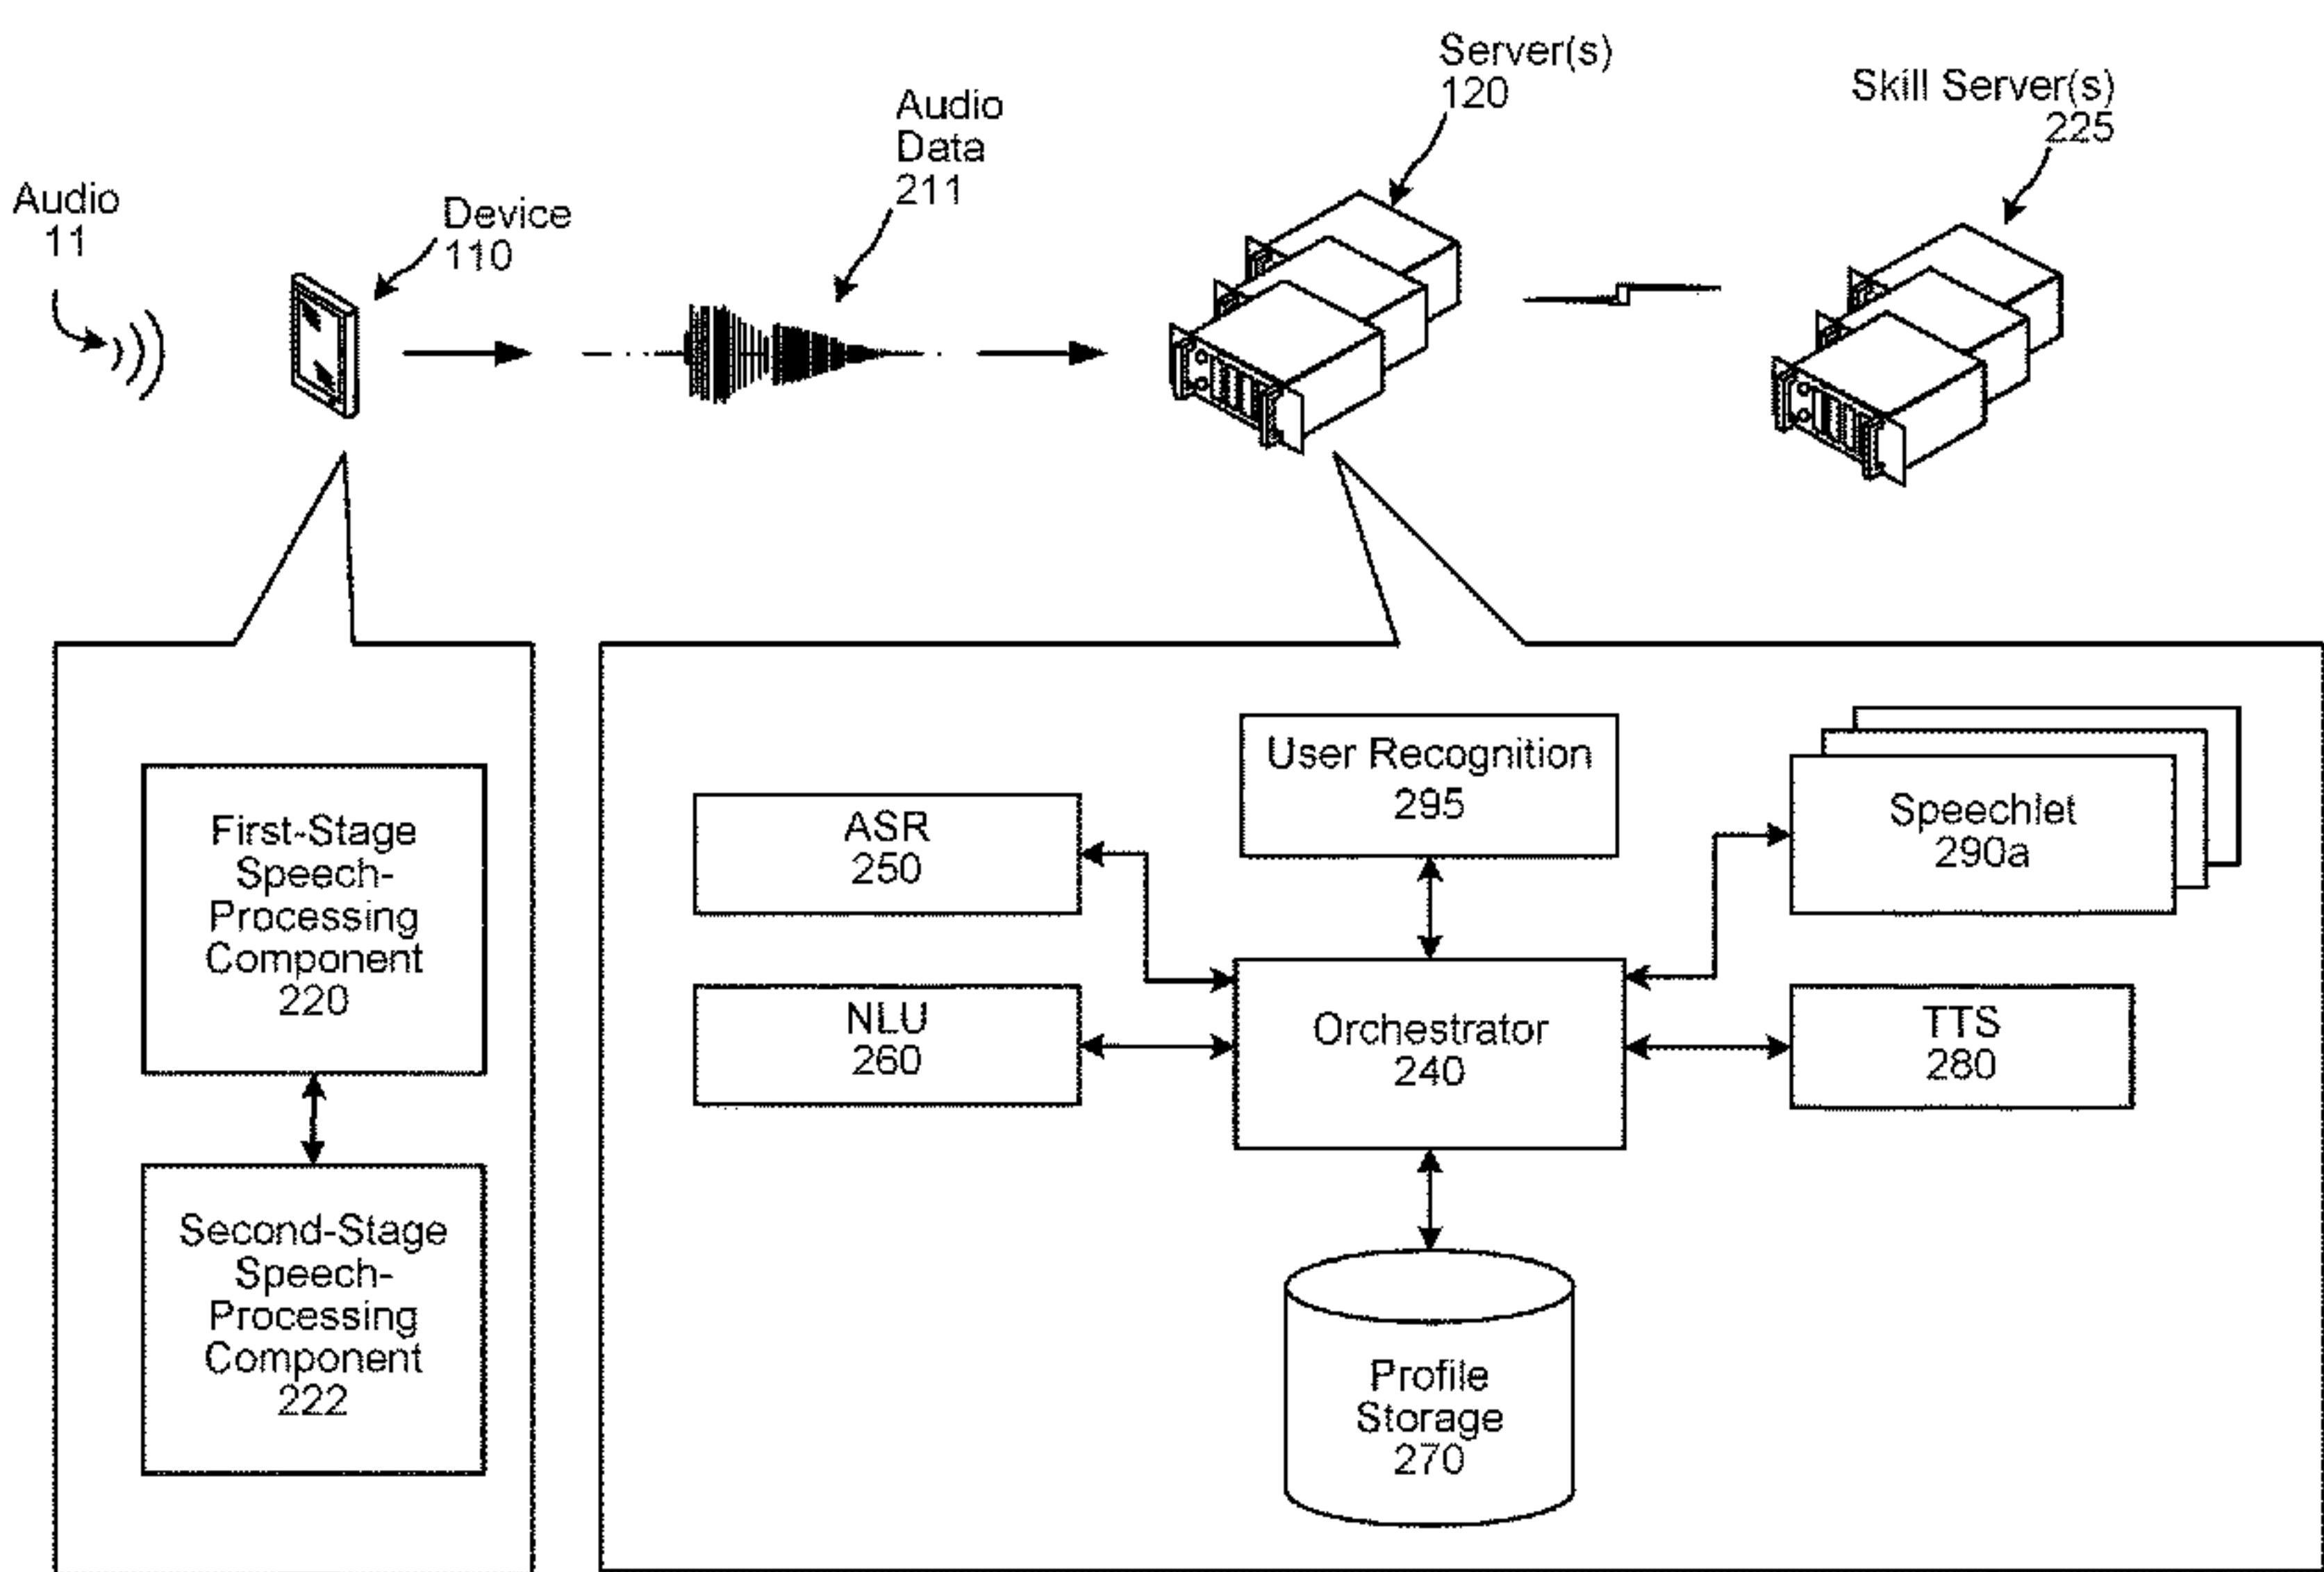 Server(s)
120
Skill Server(s)
225
Audio
Data
211
Audio
11
Device
110
First-Stage
Speech-
Processing
Component
220
Second-Stage
Speech-
Processing
Component
222
User Recognition
295
ASR
250
Speechlet
290a
NLU
260
Orchestrator
240
TTS
280
Profile
Storage
270